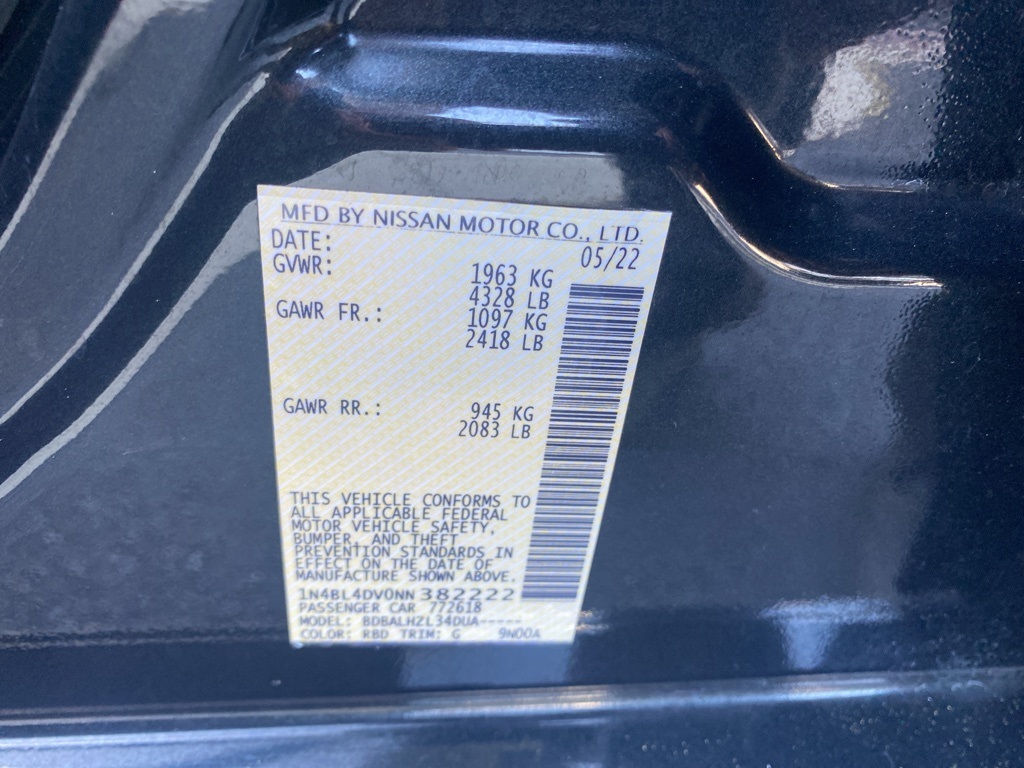 MFD BY NISSAN MOTOR CO., LTD.
DATE: 05/22
GVWR: 1963 KG
4328 LB
GAWR FR.: 1097 KG
2418 LB
GAWR RR.: 945 KG
2083 LB
THIS VEHICLE CONFORMS TO
ALL APPLICABLE FEDERAL
MOTOR VEHICLE SAFETY,
BUMPER, AND THEFT
PREVENTION STANDARDS IN
EFFECT ON THE DATE OF
MANUFACTURE SHOWN ABOVE.
1N4BL4DV0NN382222
PASSENGER CAR 772618
MODEL: BDBALHZL34DUA-----
COLOR: RBD TRIM: G 9N00A